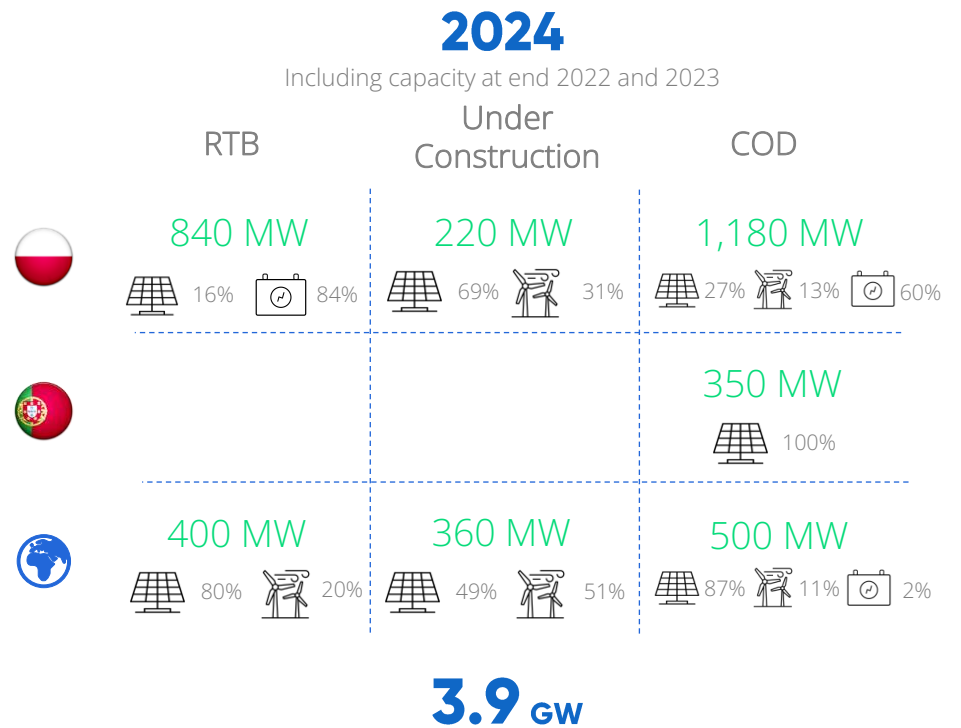 2024
Including capacity at end 2022 and 2023
RTB
Under
Construction
COD
840 MW
220 MW
1,180 MW
16%
84%
69%
31%
27%
13%
60%
350 MW
100%
400 MW
360 MW
500 MW
80%
20%
49%
51%
87%
11%
2%
3.9 GW